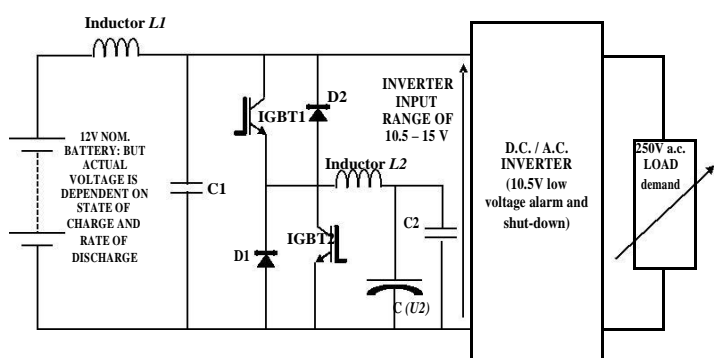 Inductor L1
12V NOM.
BATTERY: BUT
ACTUAL
VOLTAGE IS
DEPENDENT ON
STATE OF
CHARGE AND
RATE OF
DISCHARGE
C1
IGBT1
D2
INVERTER
INPUT
RANGE OF
10.5 – 15 V
Inductor L2
D1
IGBT2
C2
C (U2)
D.C. / A.C.
INVERTER
(10.5V low
voltage alarm and
shut-down)
250V a.c.
LOAD
demand